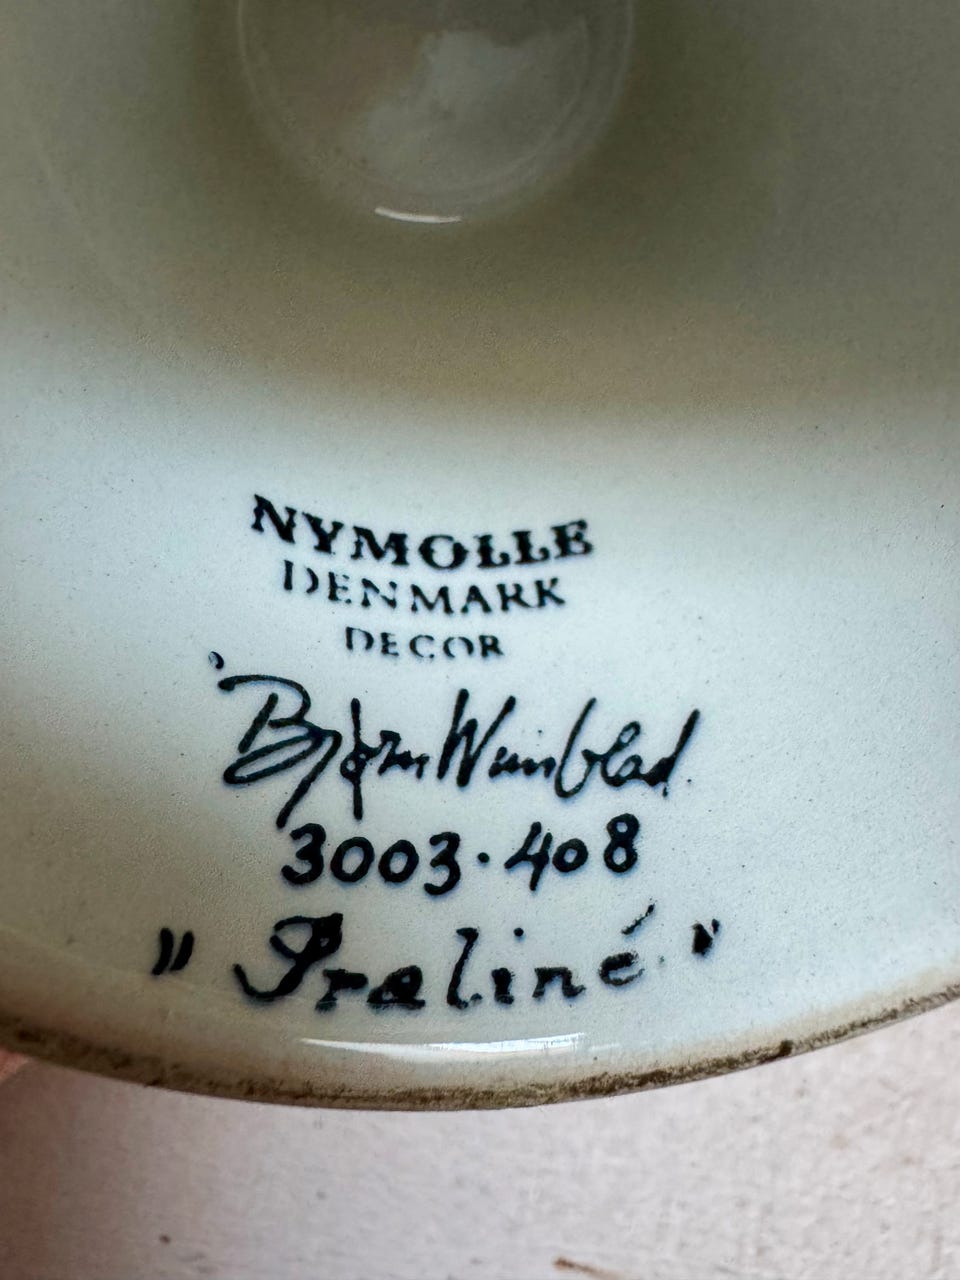 NYMOLLE
DENMARK
DECOR
Bjørn Wiinblad
3003·408
"Praliné."